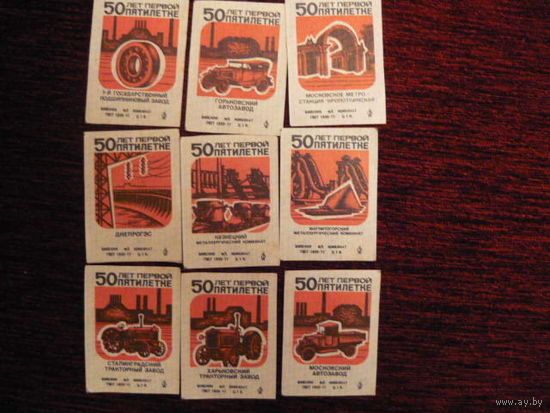 50 ЛЕТ ПЕРВОЙ
ПЯТИЛЕТКЕ
1-Й ГОСУДАРСТВЕННЫЙ
ПОДШИПНИКОВЫЙ ЗАВОД
50 ЛЕТ ПЕРВОЙ
ПЯТИЛЕТКЕ
ГОРЬКОВСКИЙ
АВТОЗАВОД
50 ЛЕТ ПЕРВОЙ
ПЯТИЛЕТКЕ
МОСКОВСКОЕ МЕТРО-
СТАНЦИЯ "КРОПОТКИНСКАЯ"
50 ЛЕТ ПЕРВОЙ
ПЯТИЛЕТКЕ
ДНЕПРОГЭС
50 ЛЕТ ПЕРВОЙ
ПЯТИЛЕТКЕ
КУЗНЕЦКИЙ
МЕТАЛЛУРГИЧЕСКИЙ КОМБИНАТ
50 ЛЕТ ПЕРВОЙ
ПЯТИЛЕТКЕ
МАГНИТОГОРСКИЙ
МЕТАЛЛУРГИЧЕСКИЙ КОМБИНАТ
50 ЛЕТ ПЕРВОЙ
ПЯТИЛЕТКЕ
СТАЛИНГРАДСКИЙ
ТРАКТОРНЫЙ ЗАВОД
50 ЛЕТ ПЕРВОЙ
ПЯТИЛЕТКЕ
ХАРЬКОВСКИЙ
ТРАКТОРНЫЙ ЗАВОД
50 ЛЕТ ПЕРВОЙ
ПЯТИЛЕТКЕ
МОСКОВСКИЙ
АВТОЗАВОД
www.ay.by